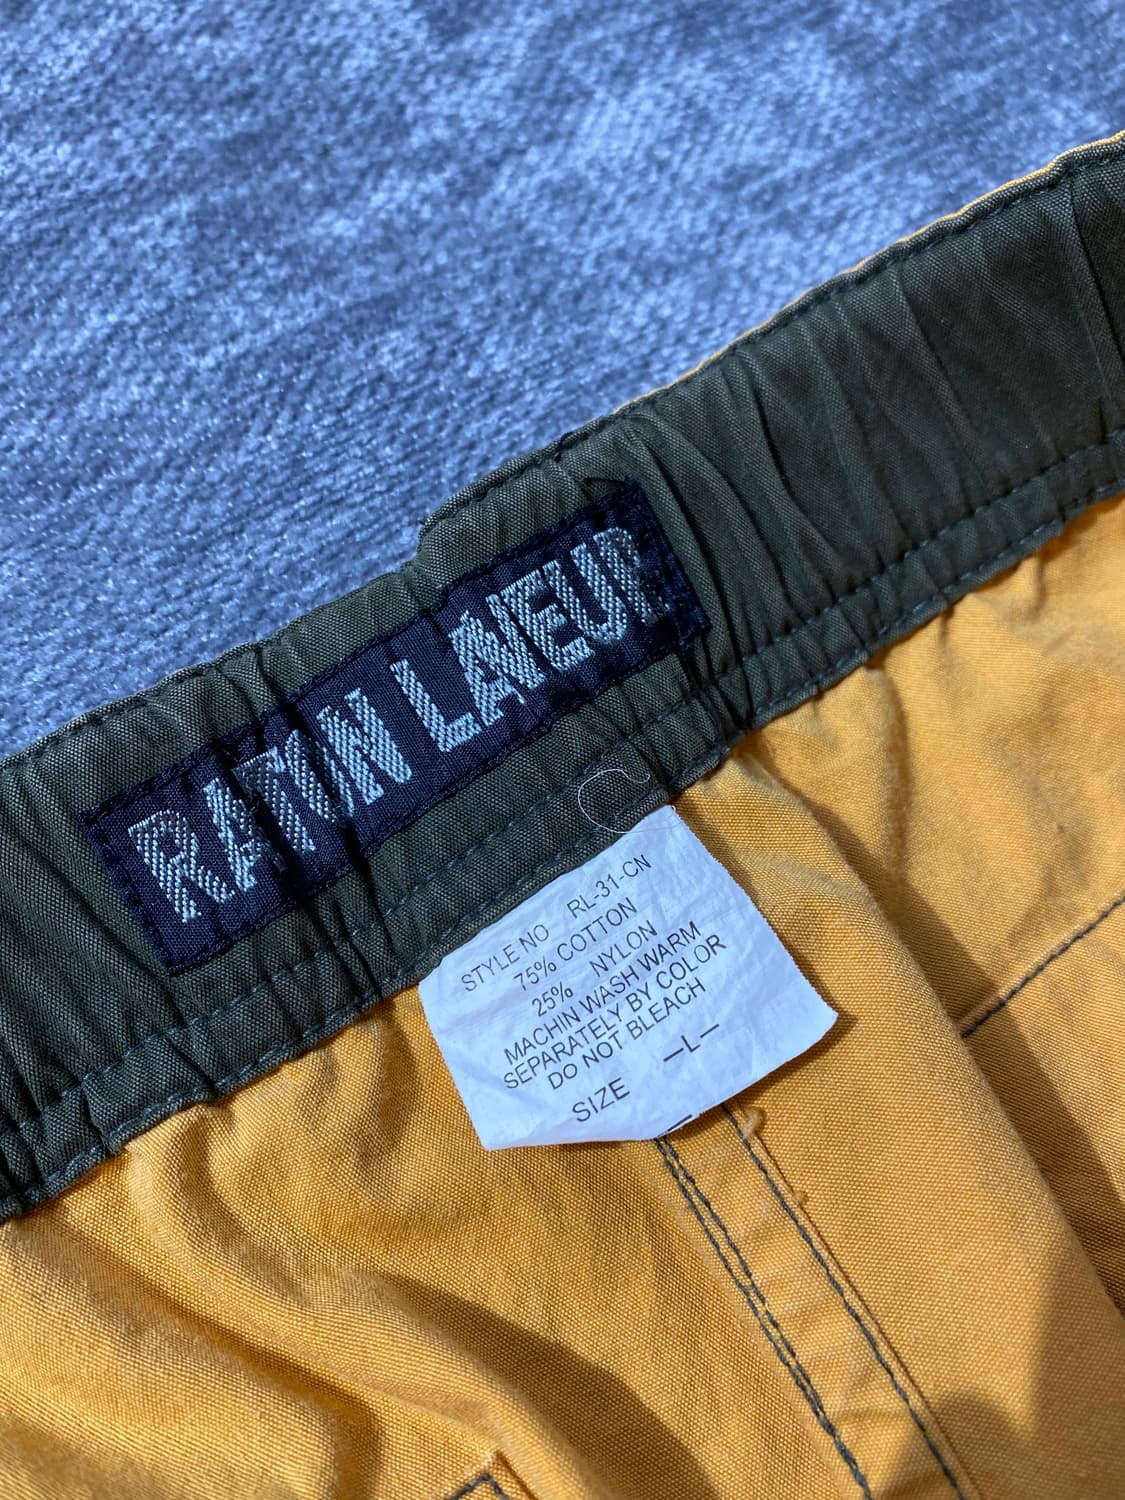 RATON LAVEUR
STYLE NO RL-31-CN
75% COTTON
25% NYLON
MACHIN WASH WARM
SEPARATELY BY COLOR
DO NOT BLEACH
SIZE —L—